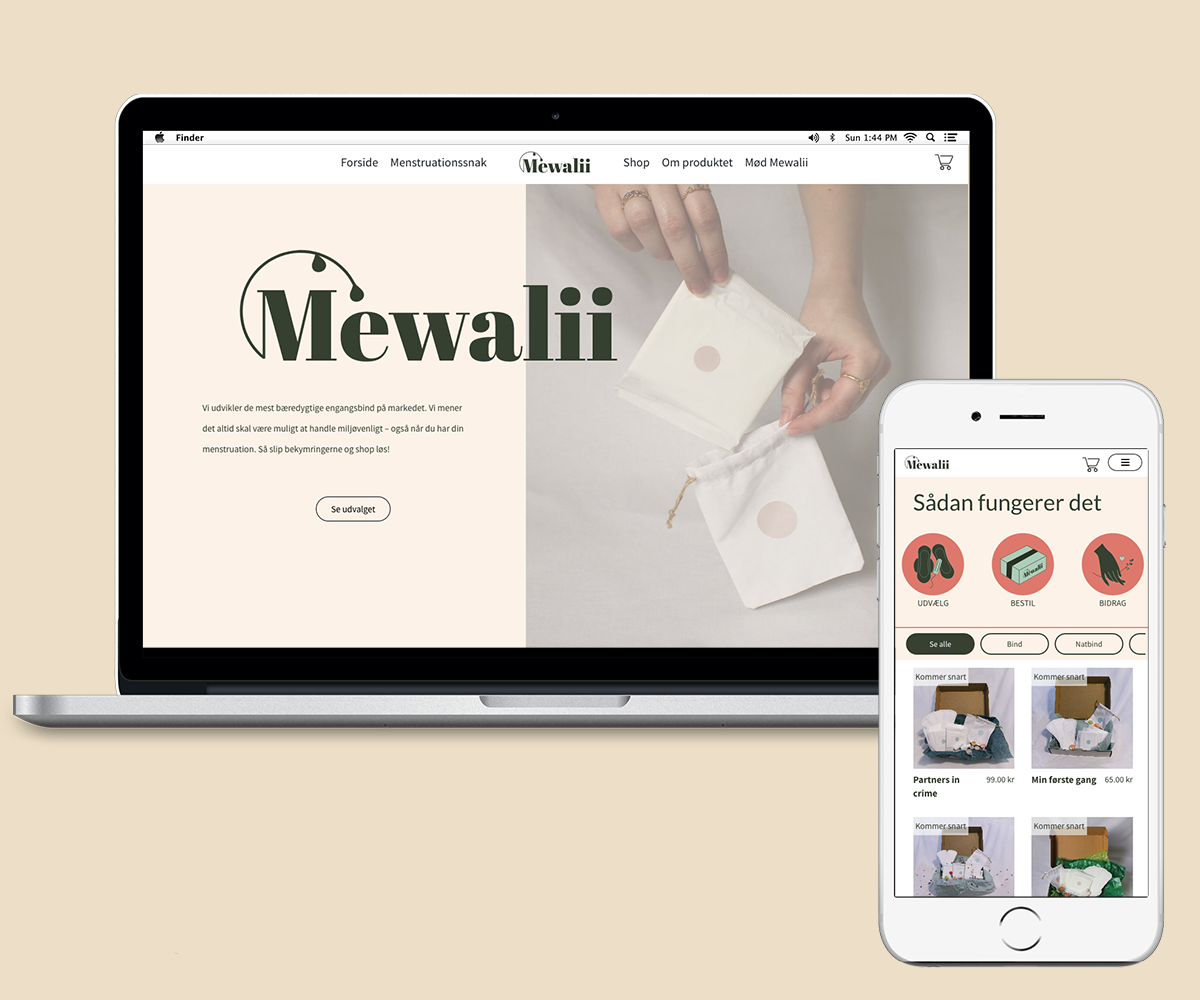 Finder
Sun 1:44 PM
Forside Menstruationssnak Mewalii Shop Om produktet Mød Mewalii
Mewalii
Vi udvikler de mest bæredygtige engangsbind på markedet. Vi mener
det altid skal være muligt at handle miljøvenligt – også når du har din
menstruation. Så slip bekymringerne og shop løs!
Se udvalget
Mewalii
Sådan fungerer det
Mewalii
UDVÆLG BESTIL BIDRAG
Se alle Bind Natbind
Kommer snart Kommer snart
Partners in 99.00 kr Min første gang 65.00 kr
crime
Kommer snart Kommer snart